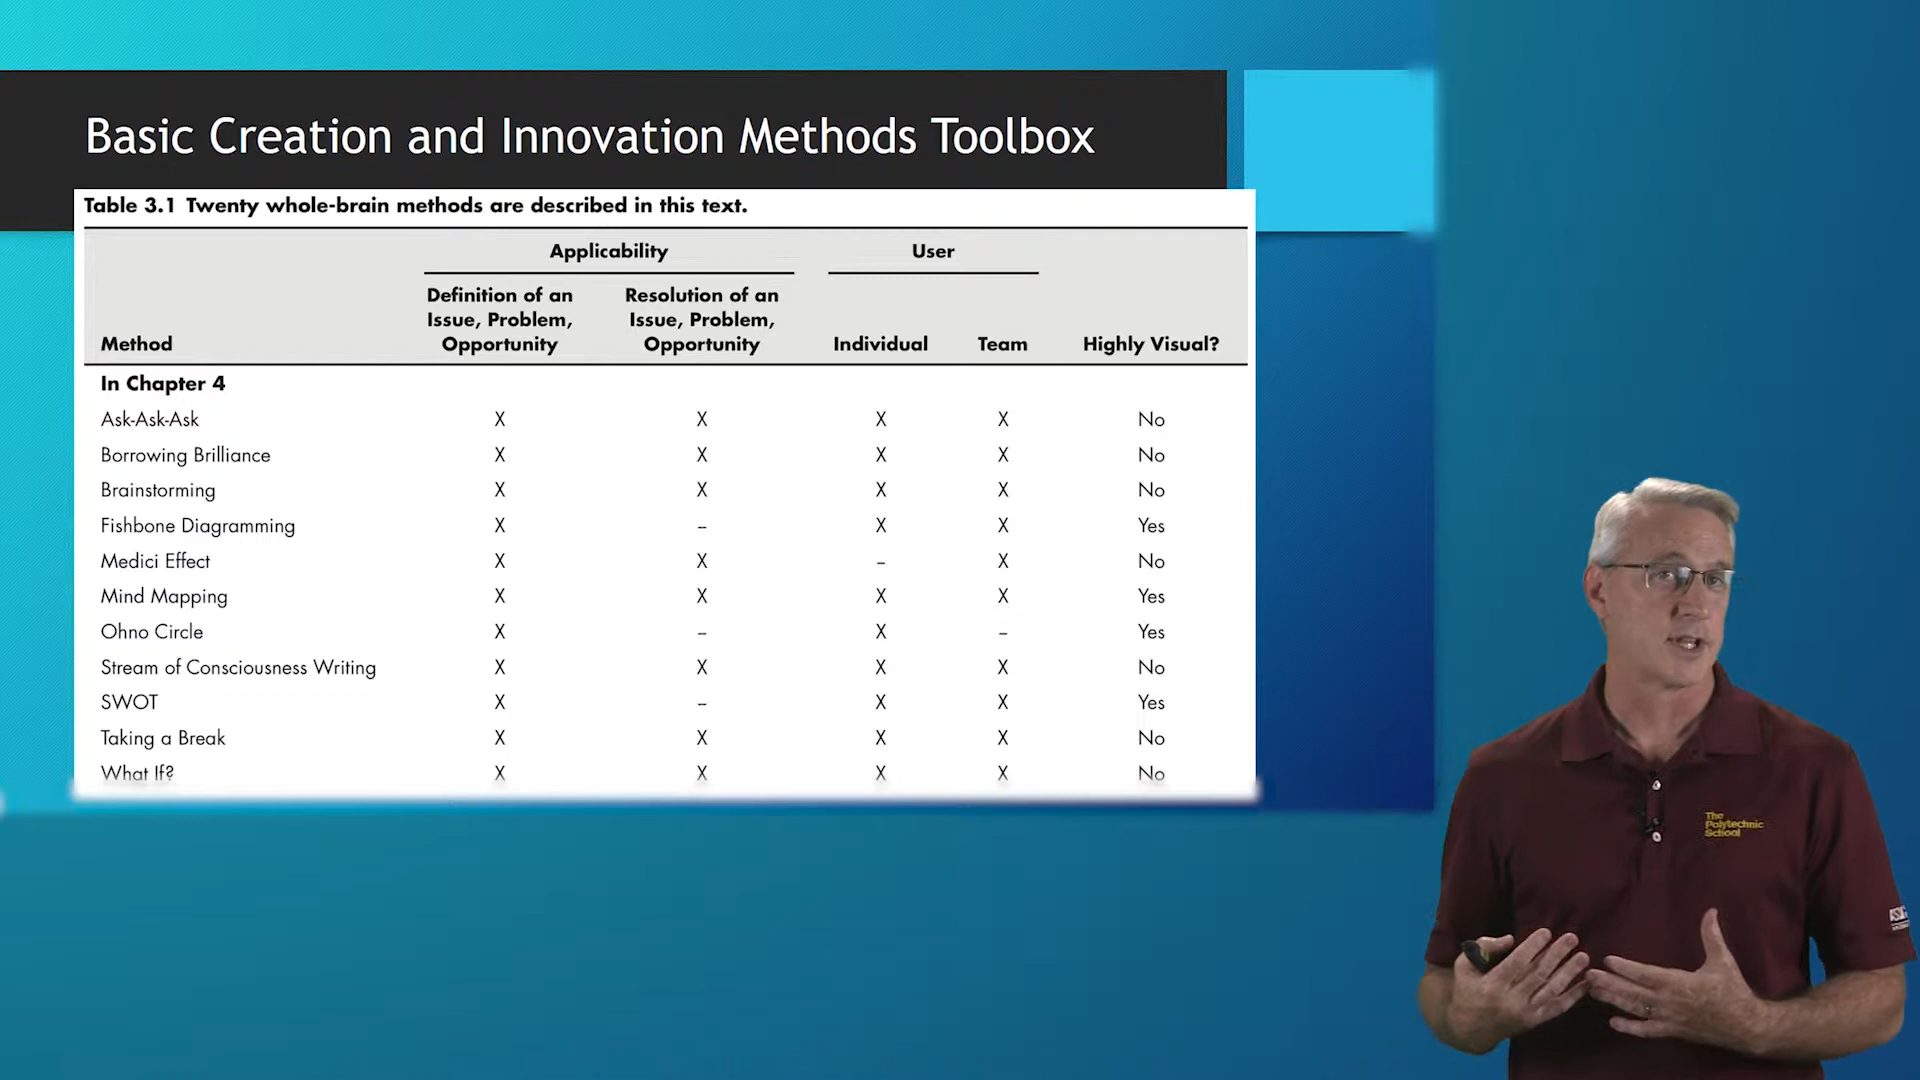 Basic Creation and Innovation Methods Toolbox
Table 3.1 Twenty whole-brain methods are described in this text.
Applicability User
Definition of an Issue, Problem, Opportunity Resolution of an Issue, Problem, Opportunity
Method Individual Team Highly Visual?
In Chapter 4
Ask-Ask-Ask X X X X No
Borrowing Brilliance X X X X No
Brainstorming X X X X No
Fishbone Diagramming X – X X Yes
Medici Effect X X – X No
Mind Mapping X X X X Yes
Ohno Circle X – X – Yes
Stream of Consciousness Writing X X X X No
SWOT X – X X Yes
Taking a Break X X X X No
What If? X X X X No
The
Polytechnic
School